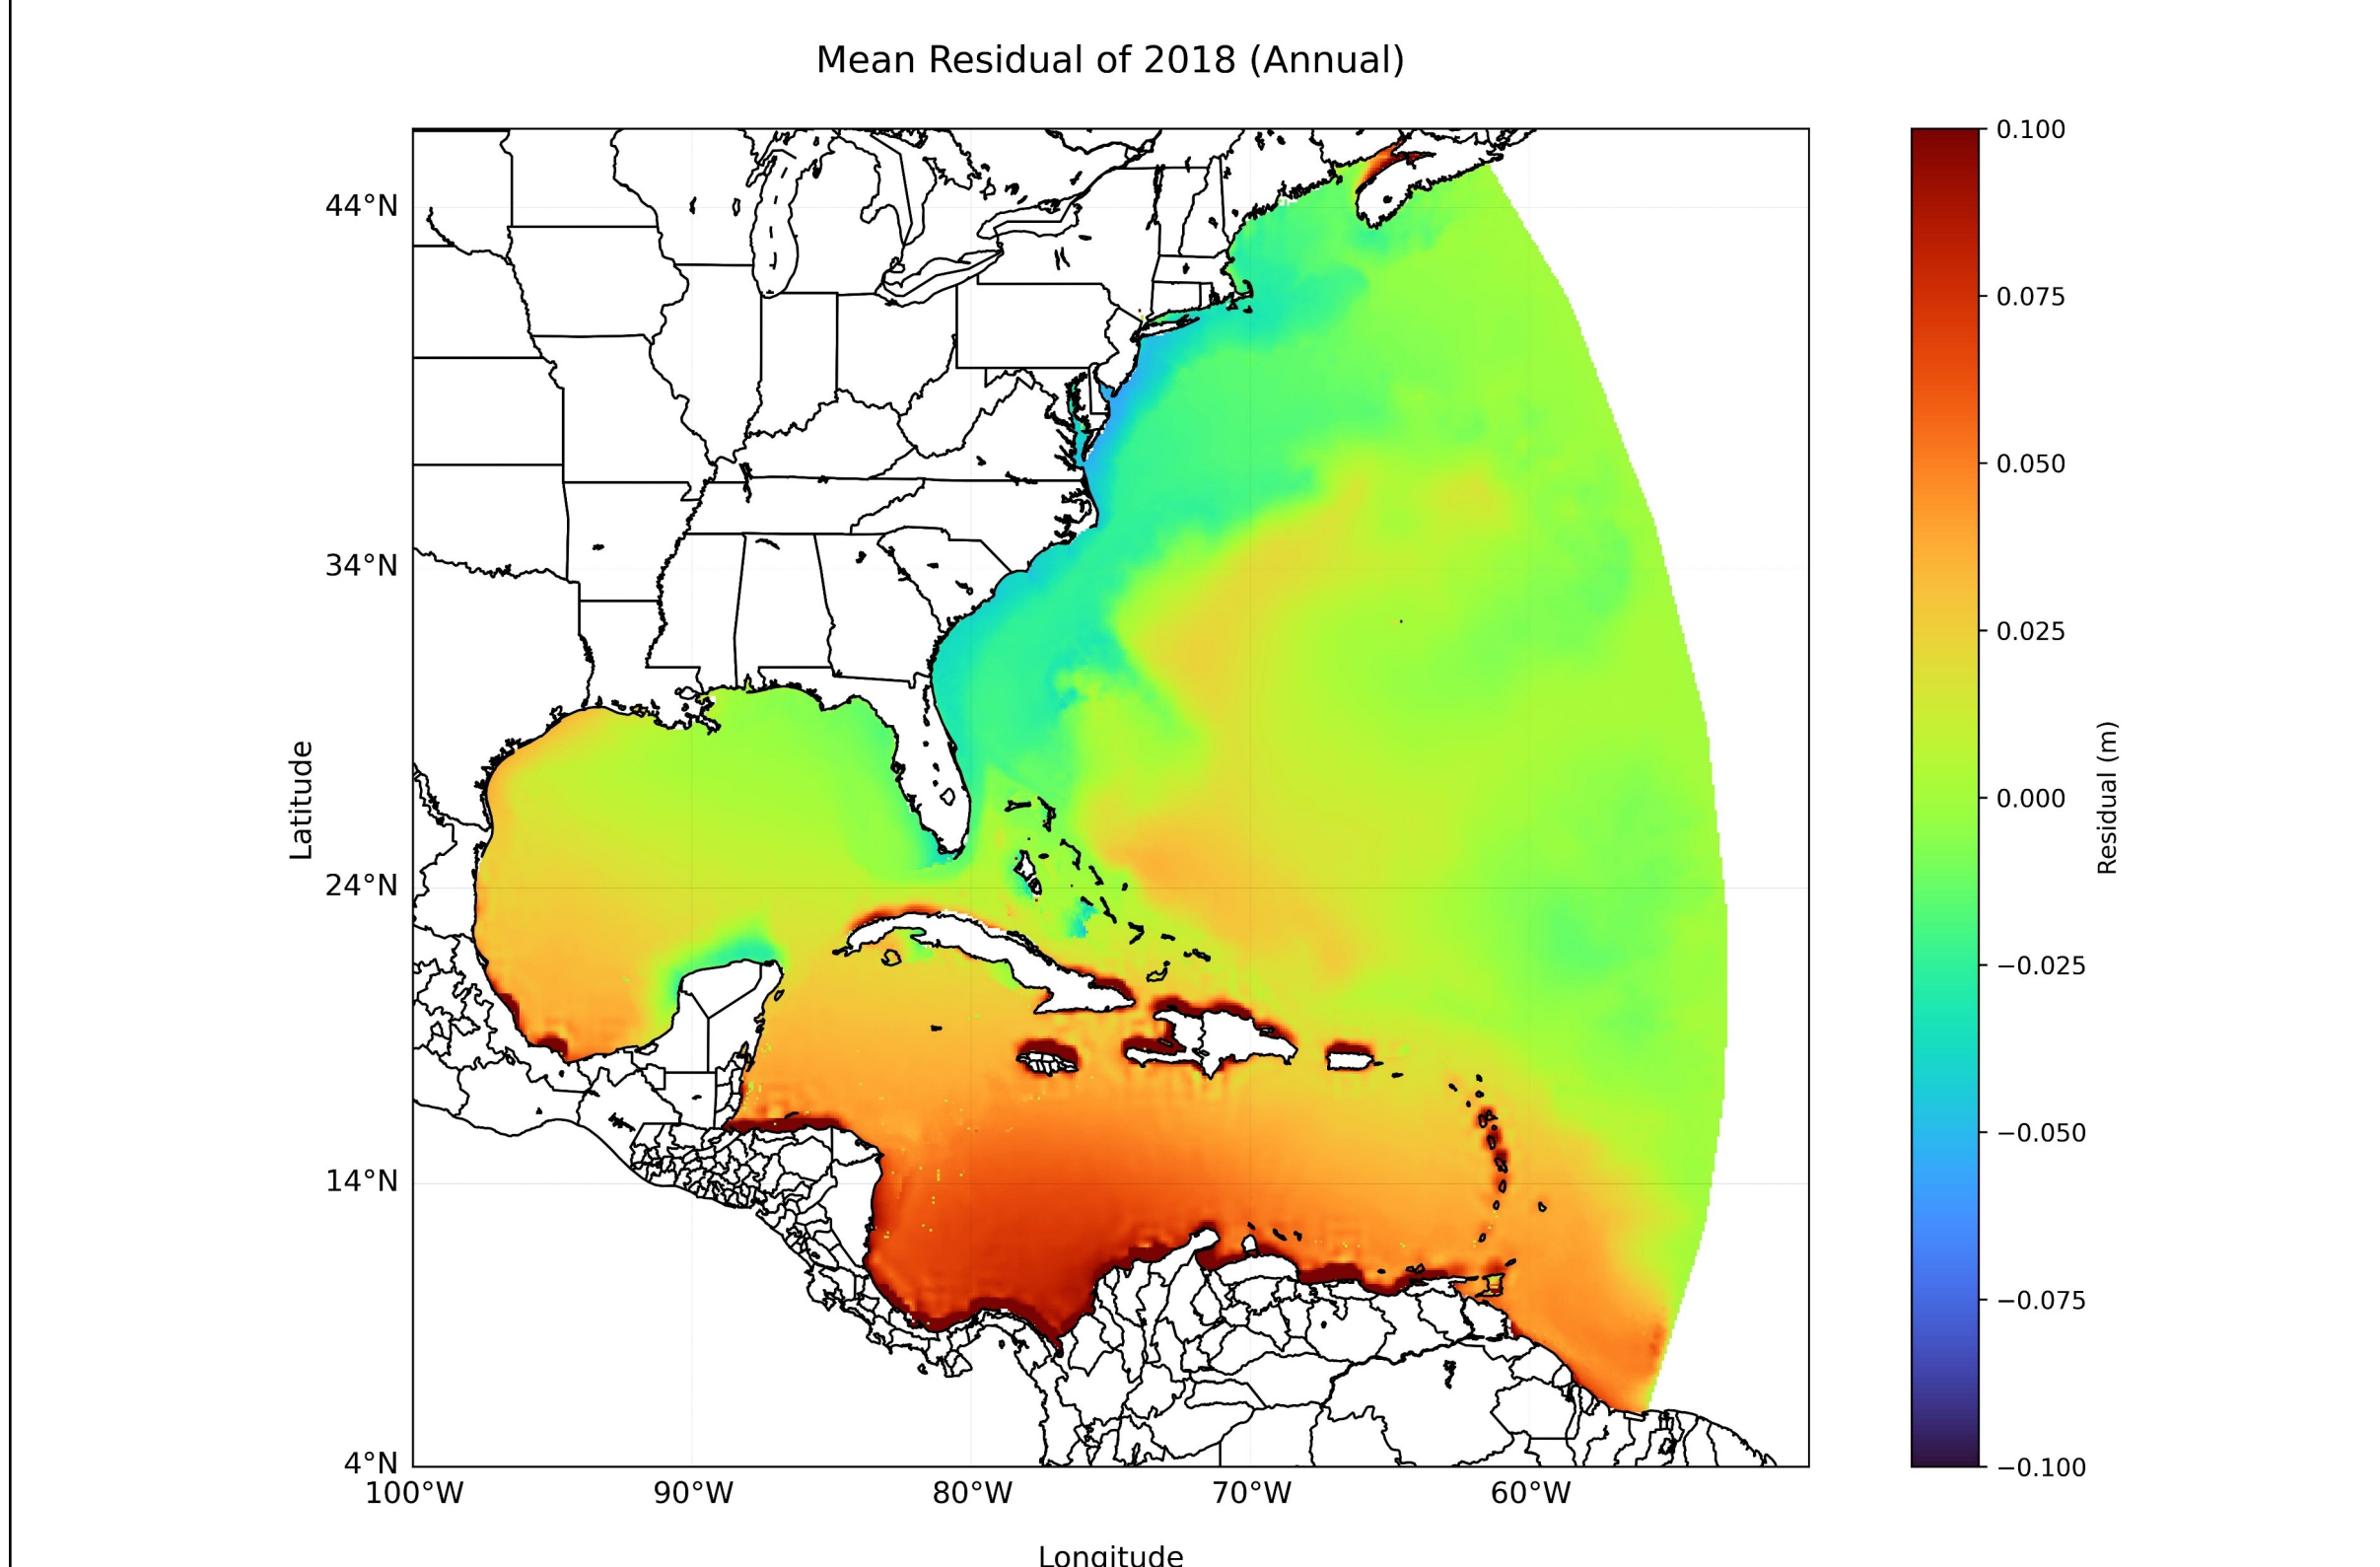 Mean Residual of 2018 (Annual)
44°N
34°N
24°N
14°N
4°N
Latitude
100°W 90°W 80°W 70°W 60°W
Longitude
0.100
0.075
0.050
0.025
0.000
−0.025
−0.050
−0.075
−0.100
Residual (m)